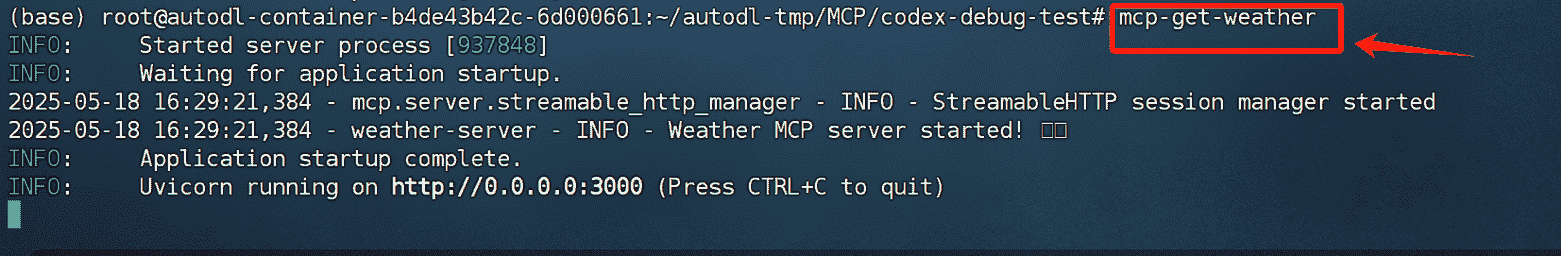 (base) root@autodl-container-b4de43b42c-6d000661:~/autodl-tmp/MCP/codex-debug-test# mcp-get-weather
INFO:     Started server process [937848]
INFO:     Waiting for application startup.
2025-05-18 16:29:21,384 - mcp.server.streamable_http_manager - INFO - StreamableHTTP session manager started
2025-05-18 16:29:21,384 - weather-server - INFO - Weather MCP server started! 
INFO:     Application startup complete.
INFO:     Uvicorn running on http://0.0.0.0:3000 (Press CTRL+C to quit)